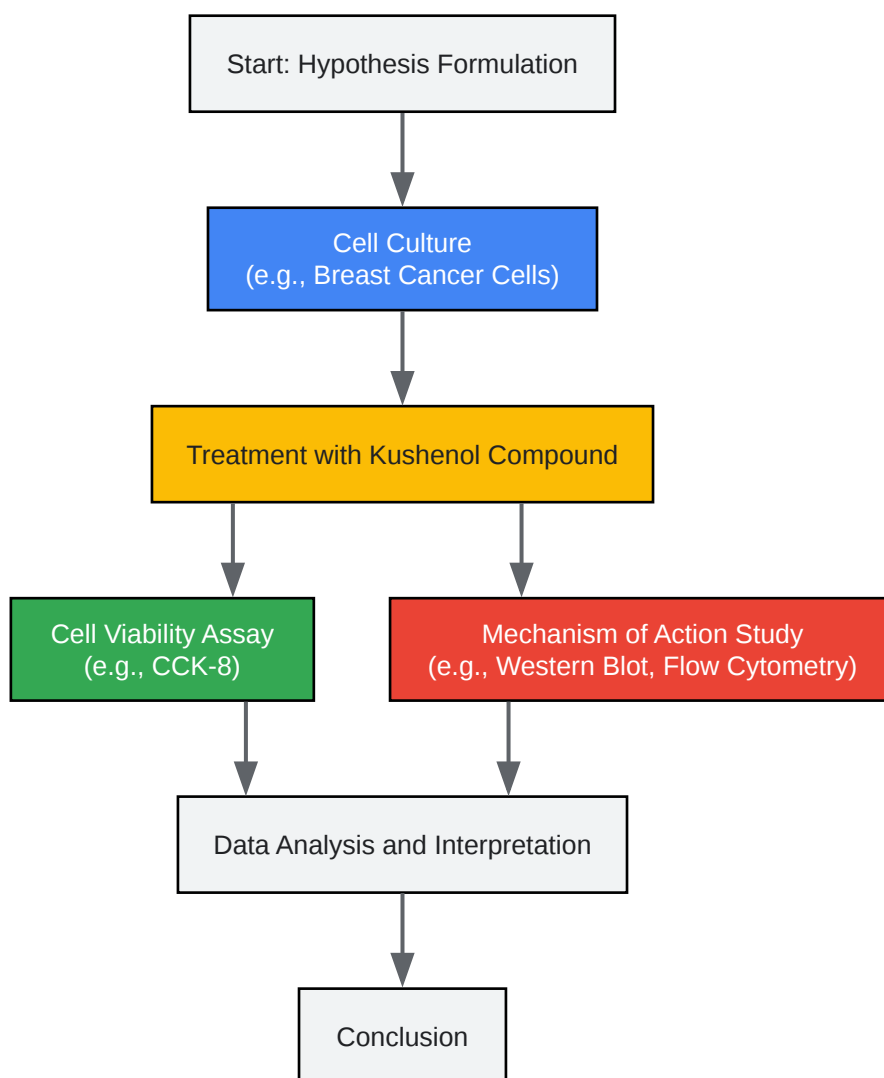 Start: Hypothesis Formulation
Cell Culture
(e.g., Breast Cancer Cells)
Treatment with Kushenol Compound
Cell Viability Assay
(e.g., CCK-8)
Mechanism of Action Study
(e.g., Western Blot, Flow Cytometry)
Data Analysis and Interpretation
Conclusion